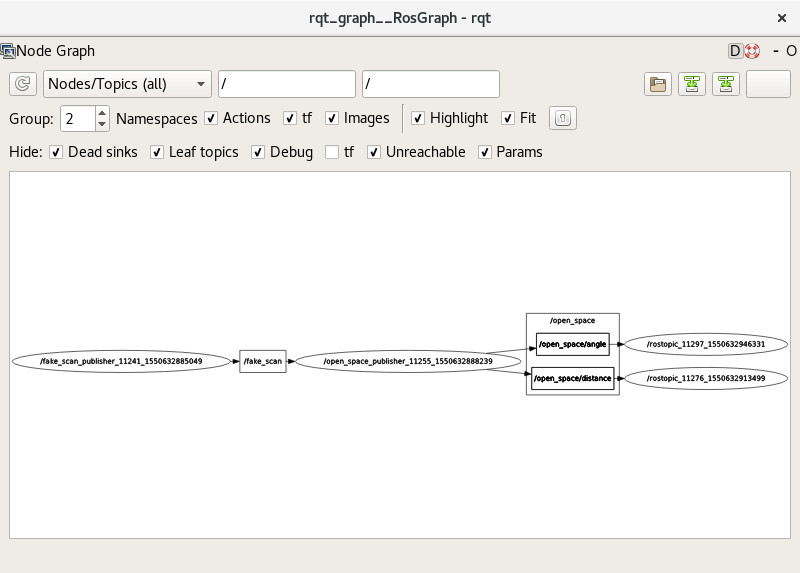 rqt_graph__RosGraph - rqt
Node Graph
D
- O
Nodes/Topics (all)
/
/
Group: 2 Namespaces Actions tf Images Highlight Fit
Hide: Dead sinks Leaf topics Debug tf Unreachable Params
/open_space
/fake_scan_publisher_11241_1550632885049
/fake_scan
/open_space_publisher_11255_1550632888239
/open_space/angle
/rostopic_11297_1550632946331
/open_space/distance
/rostopic_11276_1550632913499